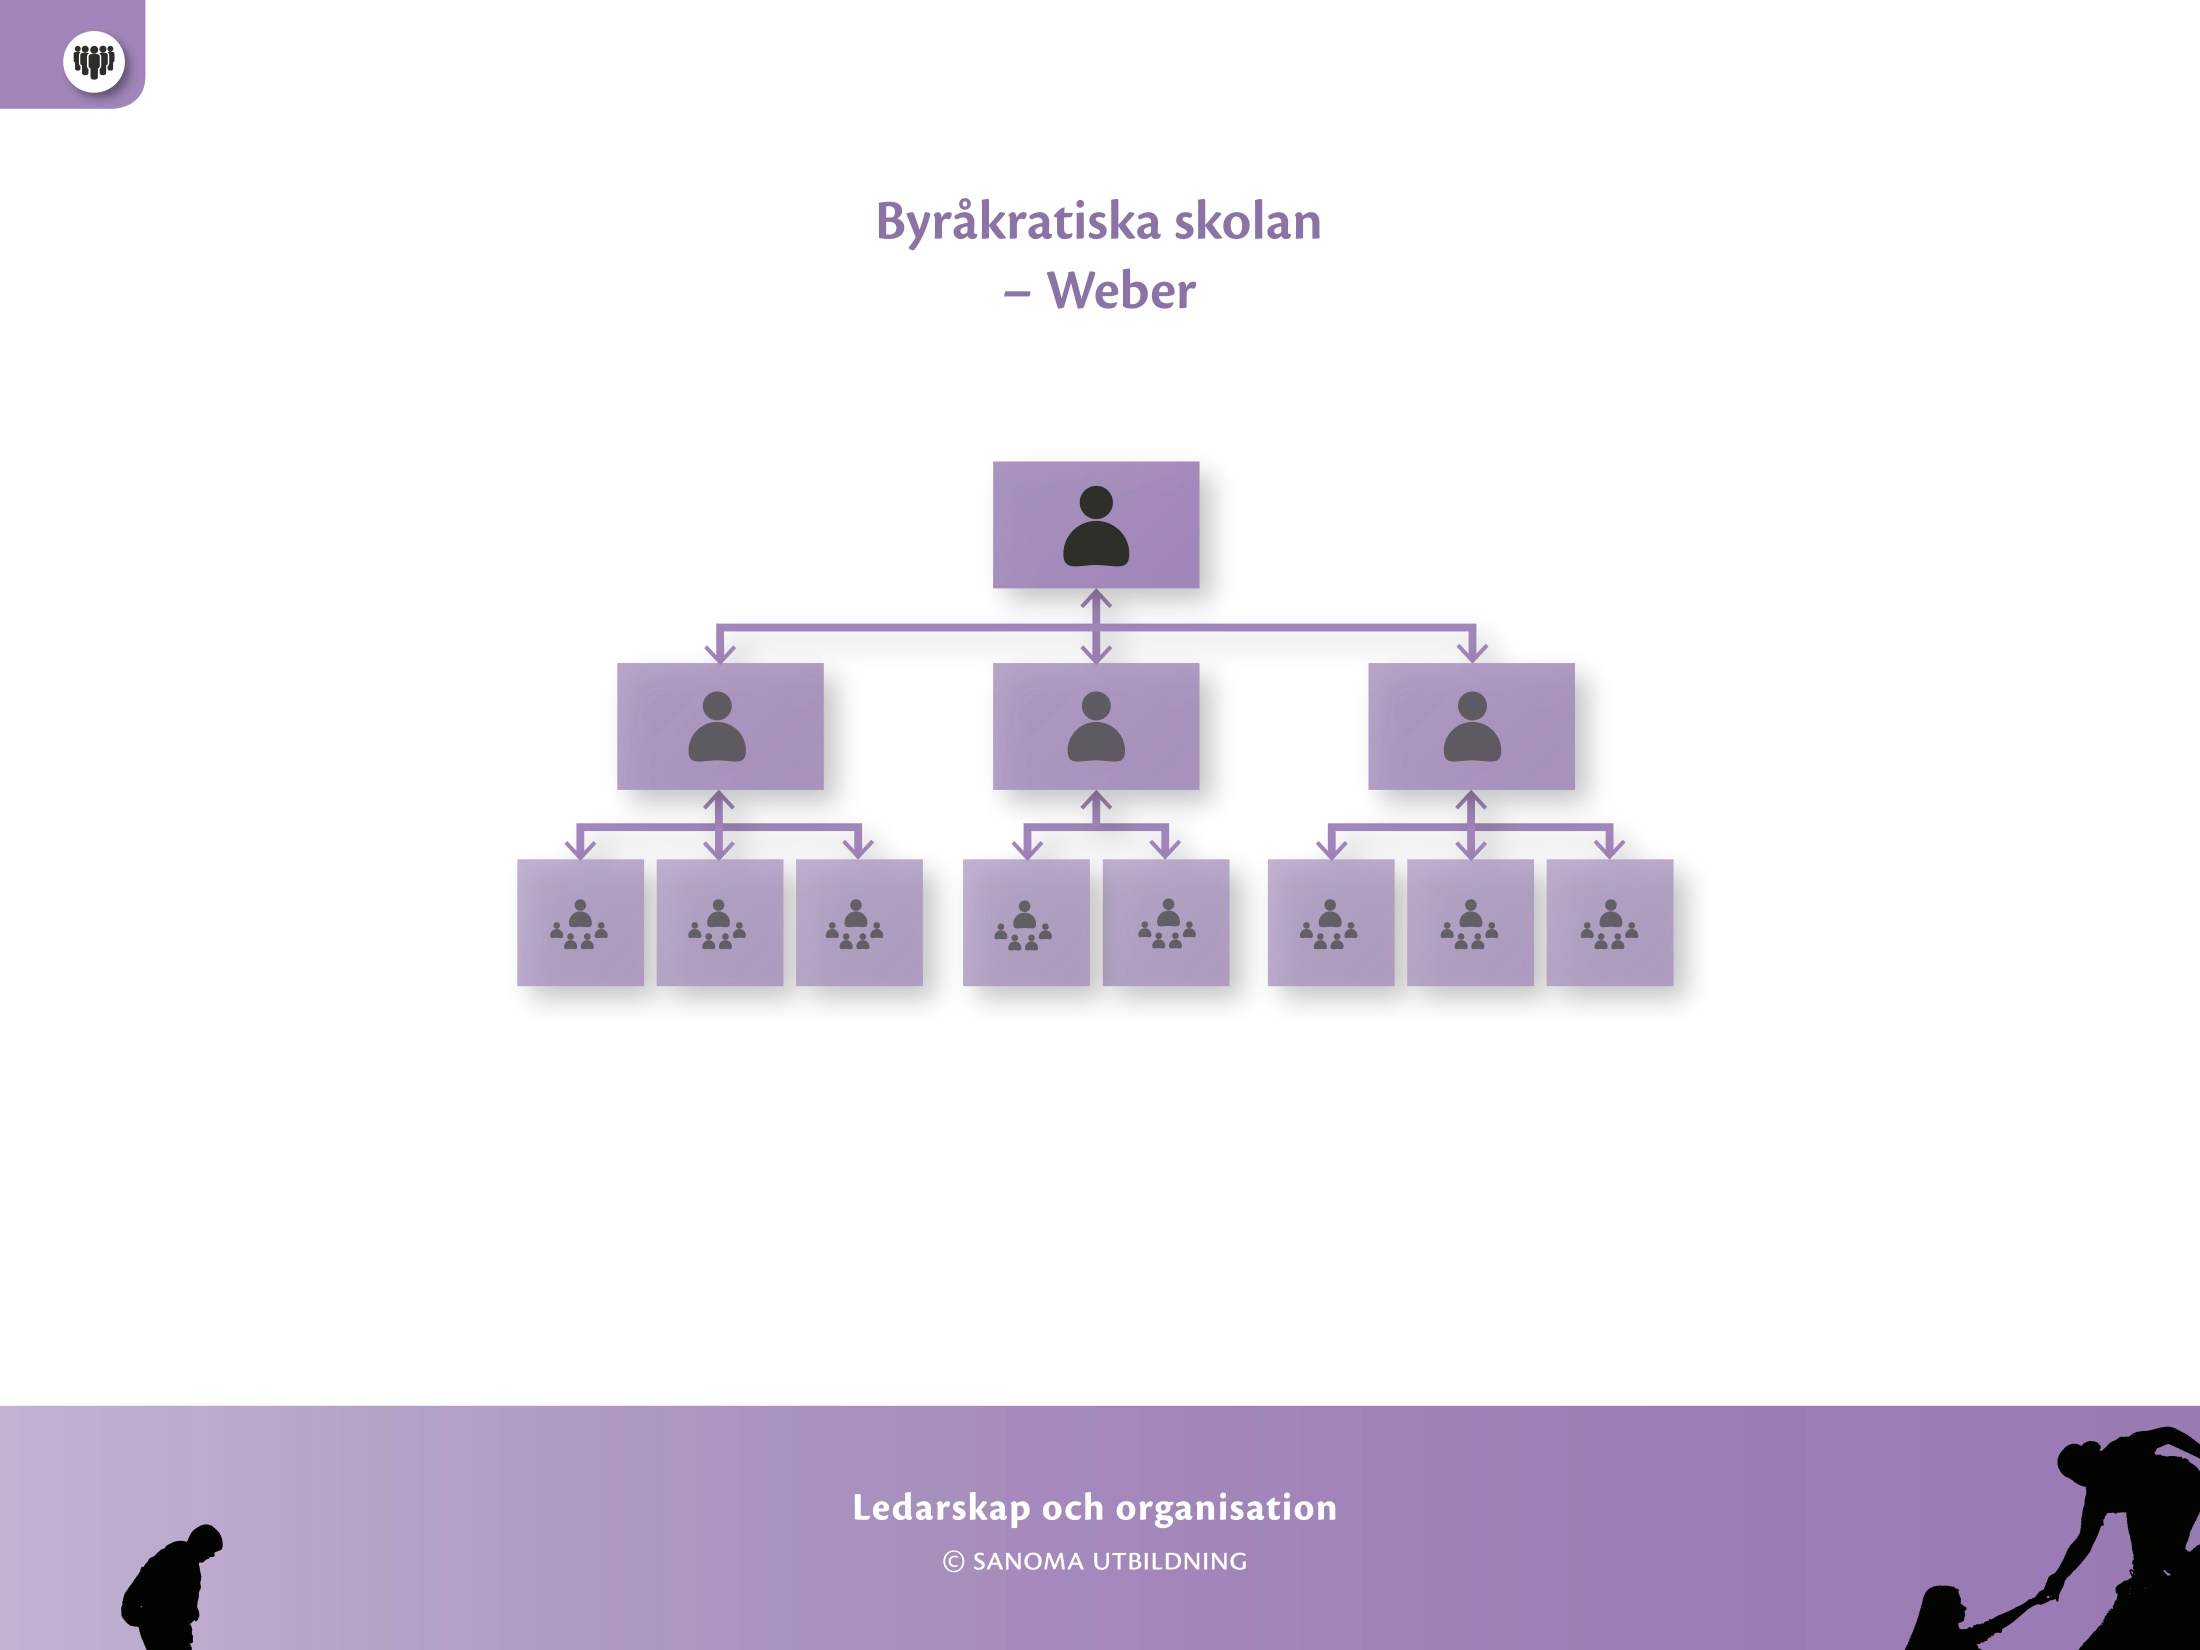 Byråkratiska skolan
– Weber
Ledarskap och organisation
© SANOMA UTBILDNING